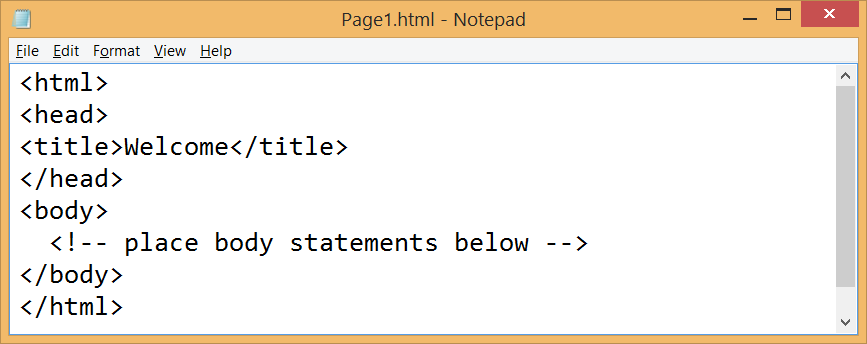 Page1.html - Notepad
File Edit Format View Help
<html>
<head>
<title>Welcome</title>
</head>
<body>
  <!-- place body statements below -->
</body>
</html>